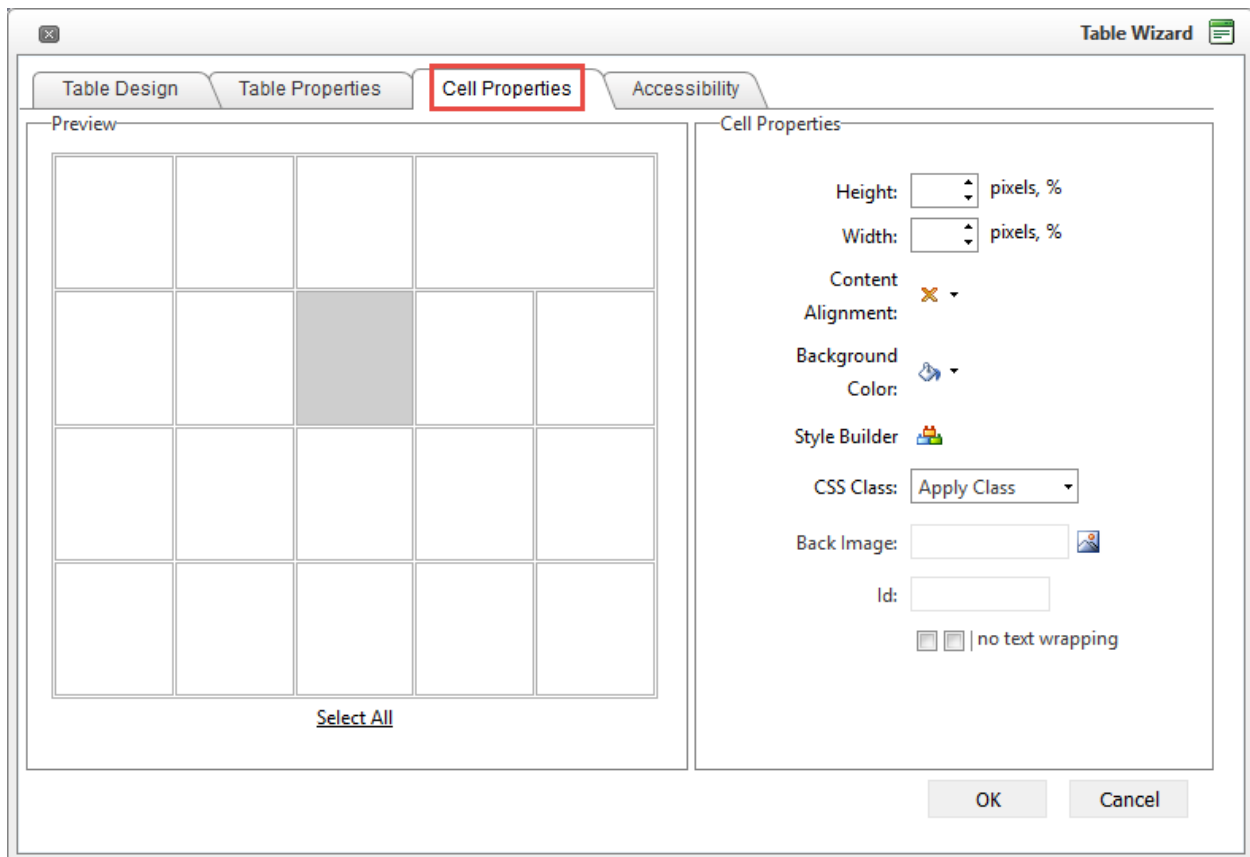 Table Wizard
Table Design
Table Properties
Cell Properties
Accessibility
Preview
Select All
Cell Properties
Height:
pixels, %
Width:
pixels, %
Content
Alignment:
Background
Color:
Style Builder
CSS Class:
Apply Class
Back Image:
Id:
| no text wrapping
OK
Cancel